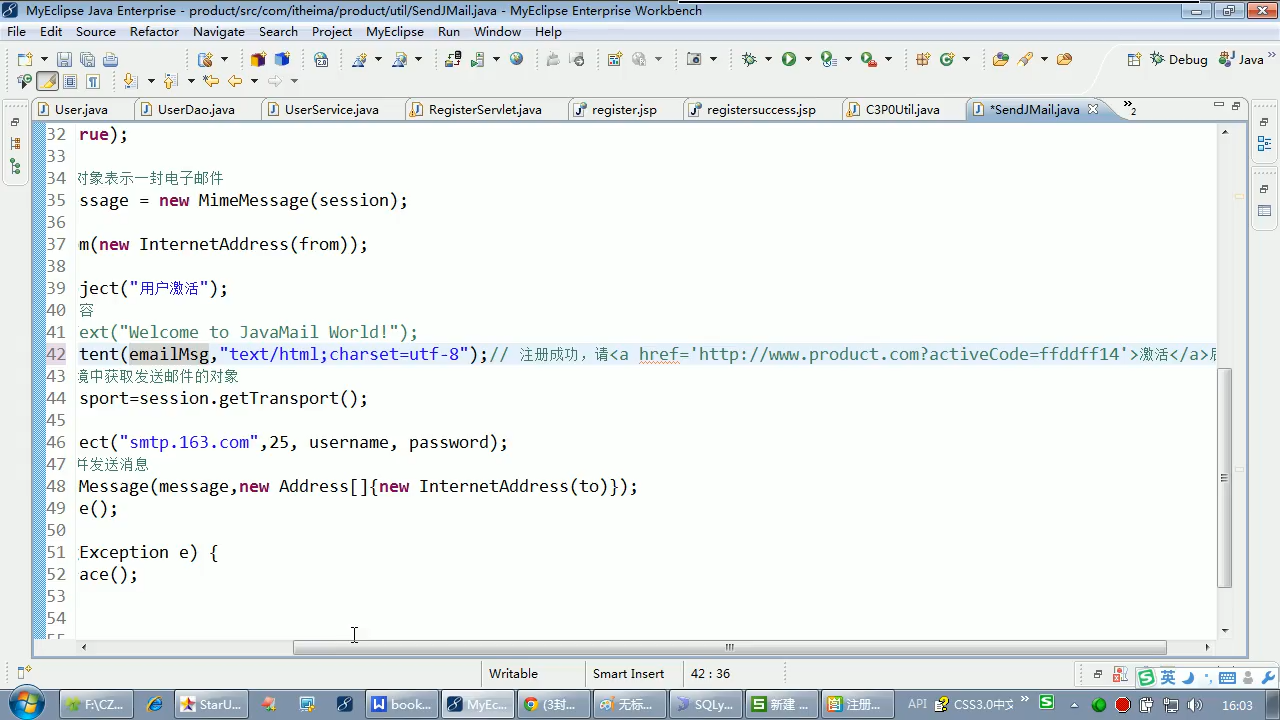 MyEclipse Java Enterprise - product/src/com/itheima/product/util/SendJMail.java - MyEclipse Enterprise Workbench
File Edit Source Refactor Navigate Search Project MyEclipse Run Window Help
Debug Java
User.java UserDao.java UserService.java RegisterServlet.java register.jsp registersuccess.jsp C3P0Util.java *SendJMail.java »2
32 rue);
33
34 对象表示一封电子邮件
35 ssage = new MimeMessage(session);
36
37 m(new InternetAddress(from));
38
39 ject("用户激活");
40 容
41 ext("Welcome to JavaMail World!");
42 tent(emailMsg,"text/html;charset=utf-8");// 注册成功，请<a href='http://www.product.com?activeCode=ffddff14'>激活</a>
43 境中获取发送邮件的对象
44 sport=session.getTransport();
45
46 ect("smtp.163.com",25, username, password);
47 并发送消息
48 Message(message,new Address[]{new InternetAddress(to)});
49 e();
50
51 Exception e) {
52 ace();
53
54
55
Writable Smart Insert 42 : 36
英
F:\CZ... StarU... book... MyEc... (3封... 无标... SQLy... 新建 ... 注册... API CSS3.0中文 » 16:03